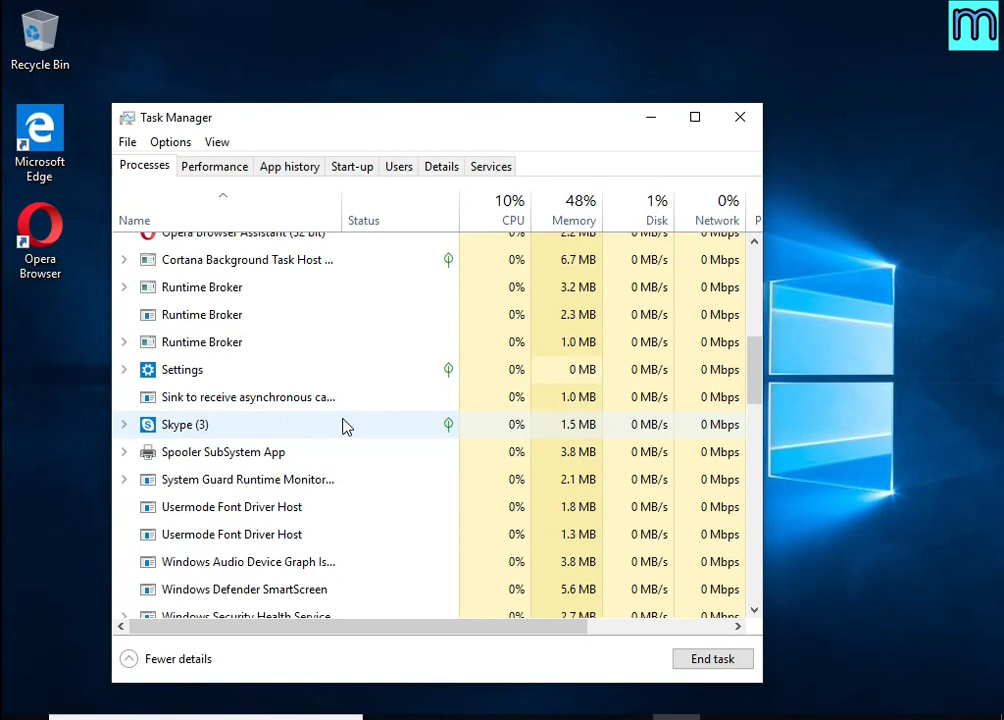 m
Recycle Bin
Microsoft
Edge
Opera
Browser
Task Manager
File Options View
Processes Performance App history Start-up Users Details Services
10% 48% 1% 0%
Name Status CPU Memory Disk Network P
Opera Browser Assistant (32 bit) 0% 2.2 MB 0 MB/s 0 Mbps
Cortana Background Task Host ... 0% 6.7 MB 0 MB/s 0 Mbps
Runtime Broker 0% 3.2 MB 0 MB/s 0 Mbps
Runtime Broker 0% 2.3 MB 0 MB/s 0 Mbps
Runtime Broker 0% 1.0 MB 0 MB/s 0 Mbps
Settings 0% 0 MB 0 MB/s 0 Mbps
Sink to receive asynchronous ca... 0% 1.0 MB 0 MB/s 0 Mbps
Skype (3) 0% 1.5 MB 0 MB/s 0 Mbps
Spooler SubSystem App 0% 3.8 MB 0 MB/s 0 Mbps
System Guard Runtime Monitor... 0% 2.1 MB 0 MB/s 0 Mbps
Usermode Font Driver Host 0% 1.8 MB 0 MB/s 0 Mbps
Usermode Font Driver Host 0% 1.3 MB 0 MB/s 0 Mbps
Windows Audio Device Graph Is... 0% 3.8 MB 0 MB/s 0 Mbps
Windows Defender SmartScreen 0% 5.6 MB 0 MB/s 0 Mbps
Windows Security Health Service 0% 2.7 MB 0 MB/s 0 Mbps
Fewer details
End task